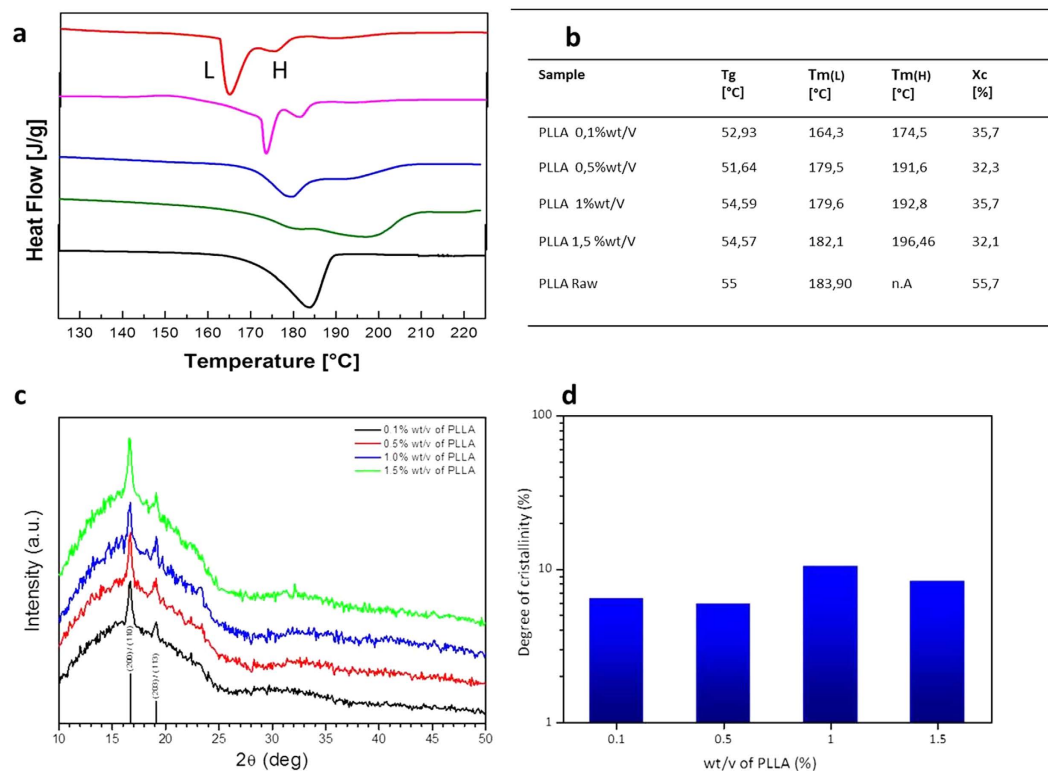 a
L H
Heat Flow [J/g]
130 140 150 160 170 180 190 200 210 220
Temperature [°C]
b
Sample Tg [°C] Tm(L) [°C] Tm(H) [°C] Xc [%]
PLLA 0,1%wt/V 52,93 164,3 174,5 35,7
PLLA 0,5%wt/V 51,64 179,5 191,6 32,3
PLLA 1%wt/V 54,59 179,6 192,8 35,7
PLLA 1,5 %wt/V 54,57 182,1 196,46 32,1
PLLA Raw 55 183,90 n.A 55,7
c
0.1% wt/v of PLLA
0.5% wt/v of PLLA
1.0% wt/v of PLLA
1.5% wt/v of PLLA
Intensity (a.u.)
(200) / (110)
(203) / (113)
10 15 20 25 30 35 40 45 50
2θ (deg)
d
Degree of cristallinity (%)
100
10
1
0.1 0.5 1 1.5
wt/v of PLLA (%)